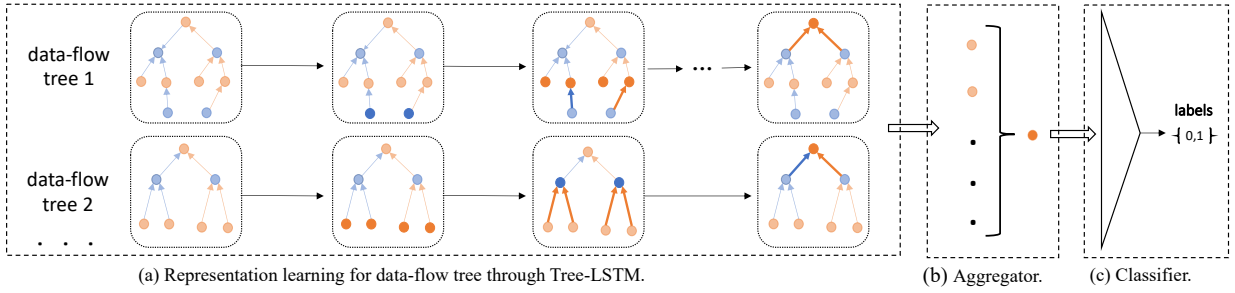 data-flow
tree 1
...
data-flow
tree 2
. . .
labels
{ 0,1 }
(a) Representation learning for data-flow tree through Tree-LSTM.
(b) Aggregator.
(c) Classifier.